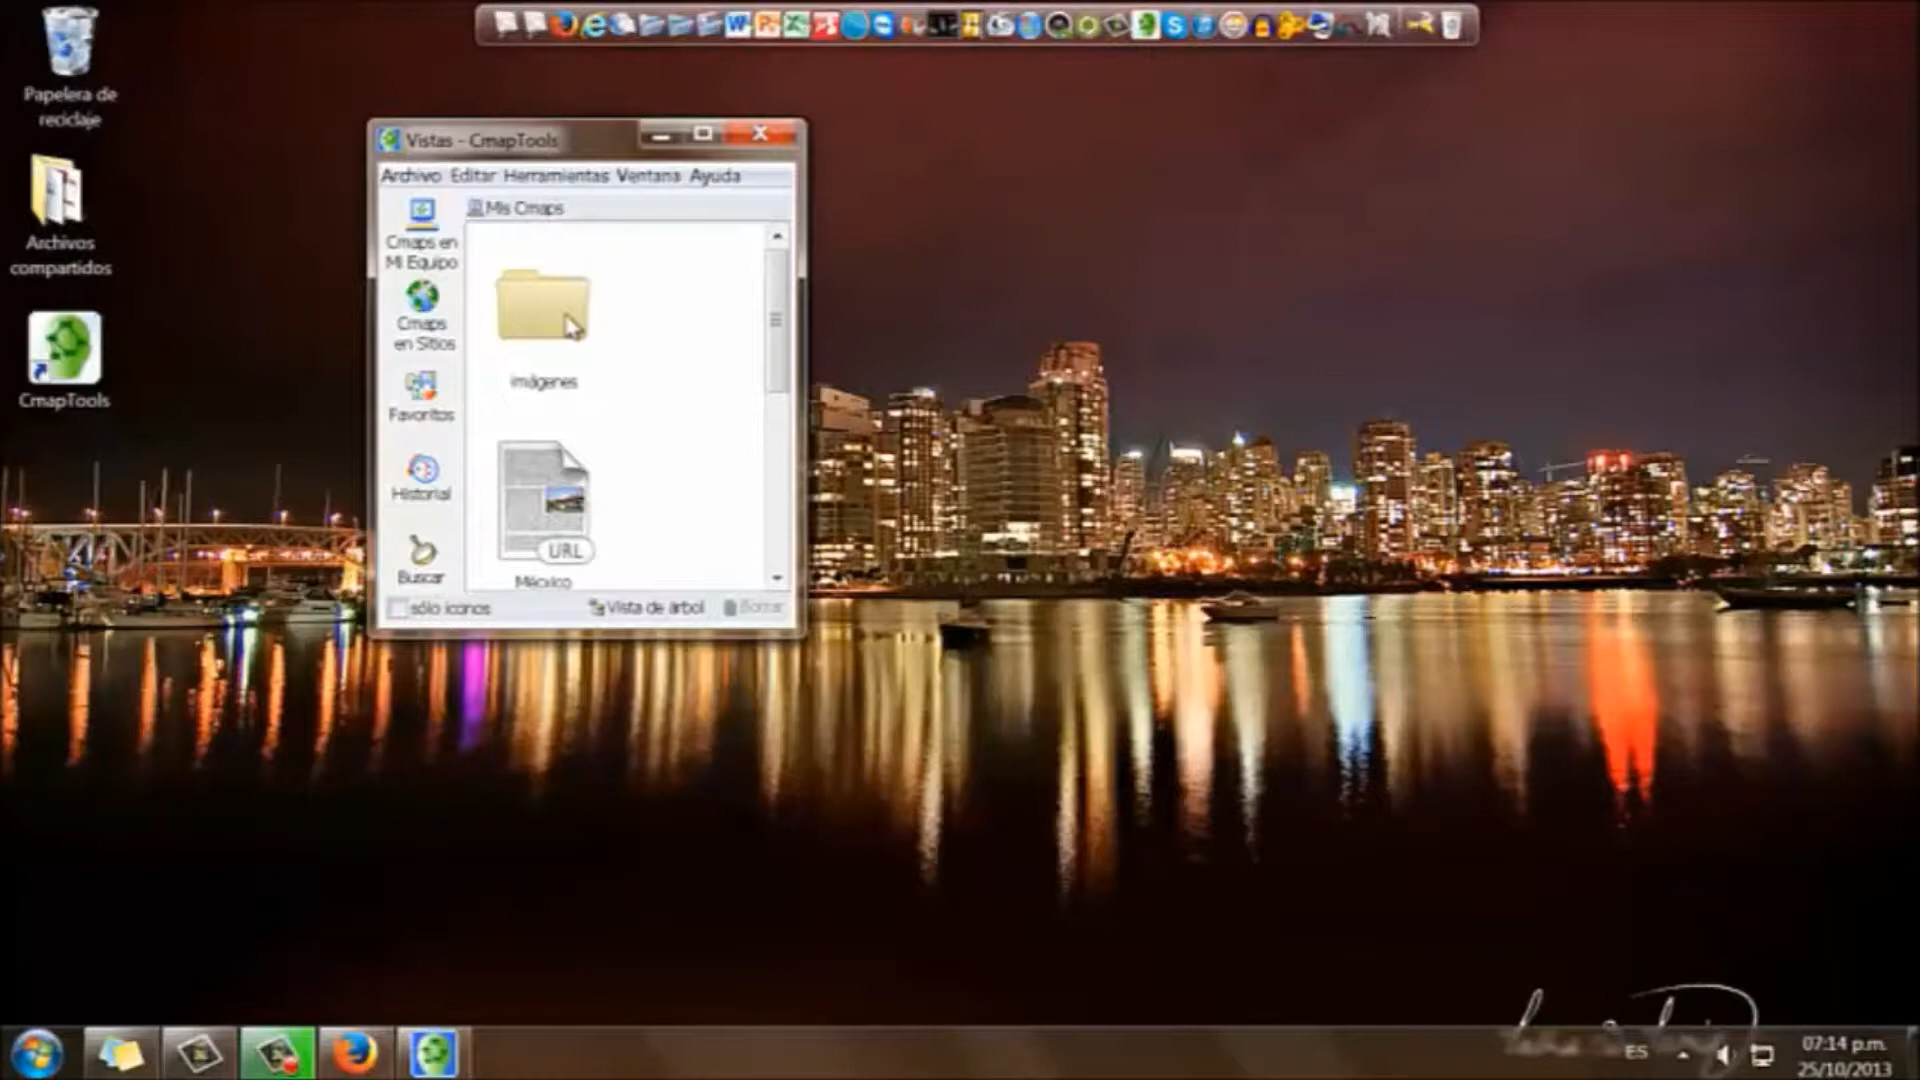 Papelera de
reciclaje
Archivos
compartidos
CmapTools
Vistas - CmapTools
Archivo Editar Herramientas Ventana Ayuda
Mis Cmaps
Cmaps en
Mi Equipo
Cmaps
en Sitios
Favoritos
Historial
Buscar
imágenes
URL
México
sólo iconos
Vista de árbol
Borrar
ES
07:14 p.m.
25/10/2013